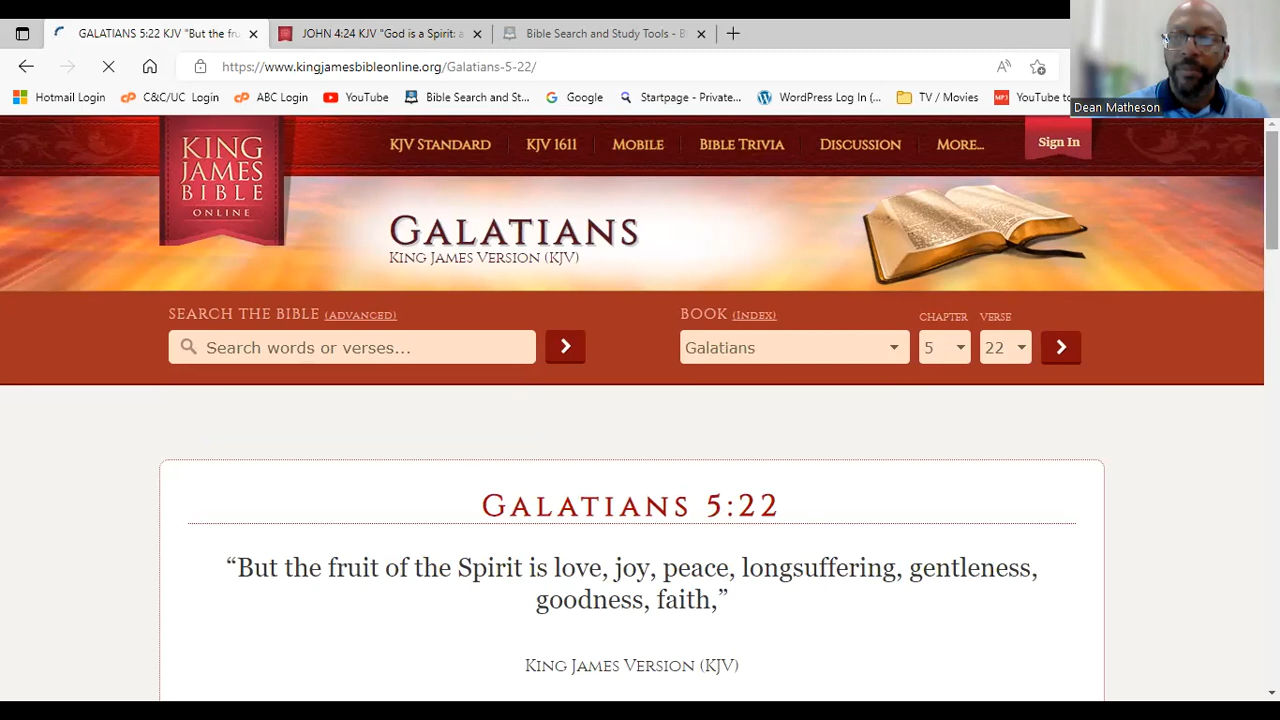 GALATIANS 5:22 KJV "But the fru
JOHN 4:24 KJV "God is a Spirit: a
Bible Search and Study Tools - B
https://www.kingjamesbibleonline.org/Galatians-5-22/
Hotmail Login
C&C/UC Login
ABC Login
YouTube
Bible Search and St...
Google
Startpage - Private...
WordPress Log In (...
TV / Movies
MP3
YouTube to
Dean Matheson
KING
JAMES
BIBLE
ONLINE
KJV STANDARD
KJV 1611
MOBILE
BIBLE TRIVIA
DISCUSSION
MORE...
Sign In
GALATIANS
KING JAMES VERSION (KJV)
SEARCH THE BIBLE (ADVANCED)
Search words or verses...
BOOK (INDEX)
CHAPTER
VERSE
Galatians
5
22
GALATIANS 5:22
“But the fruit of the Spirit is love, joy, peace, longsuffering, gentleness,
goodness, faith,”
KING JAMES VERSION (KJV)